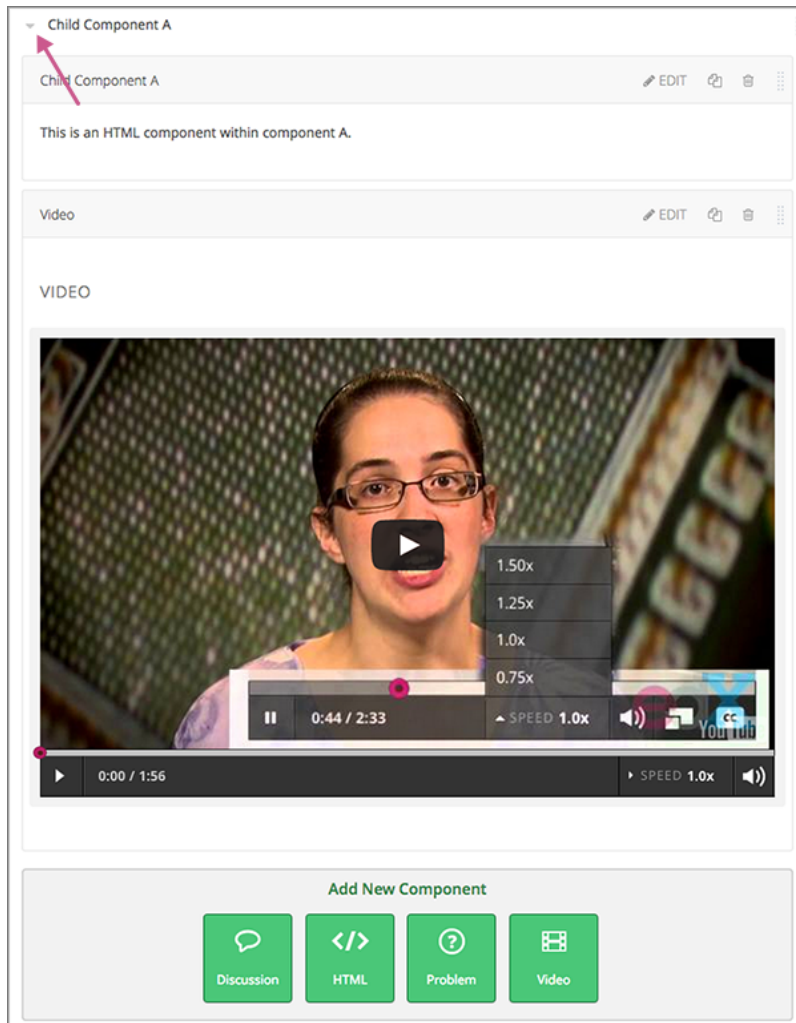 Child Component A
Child Component A
EDIT
This is an HTML component within component A.
Video
EDIT
VIDEO
1.50x
1.25x
1.0x
0.75x
0:44 / 2:33
SPEED 1.0x
CC
You Tub
0:00 / 1:56
SPEED 1.0x
Add New Component
Discussion
HTML
Problem
Video